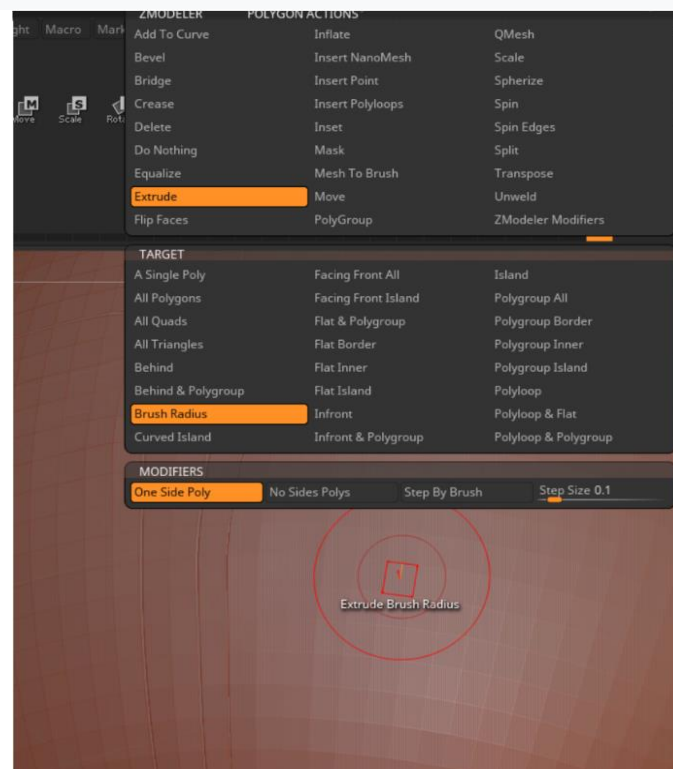 ZMODELER POLYGON ACTIONS
ght Macro Mark
Add To Curve Inflate QMesh
Bevel Insert NanoMesh Scale
Bridge Insert Point Spherize
Crease Insert Polyloops Spin
Delete Inset Spin Edges
Do Nothing Mask Split
Equalize Mesh To Brush Transpose
Extrude Move Unweld
Flip Faces PolyGroup ZModeler Modifiers
M S
Move Scale Rota
TARGET
A Single Poly Facing Front All Island
All Polygons Facing Front Island Polygroup All
All Quads Flat & Polygroup Polygroup Border
All Triangles Flat Border Polygroup Inner
Behind Flat Inner Polygroup Island
Behind & Polygroup Flat Island Polyloop
Brush Radius Infront Polyloop & Flat
Curved Island Infront & Polygroup Polyloop & Polygroup
MODIFIERS
One Side Poly No Sides Polys Step By Brush Step Size 0.1
Extrude Brush Radius